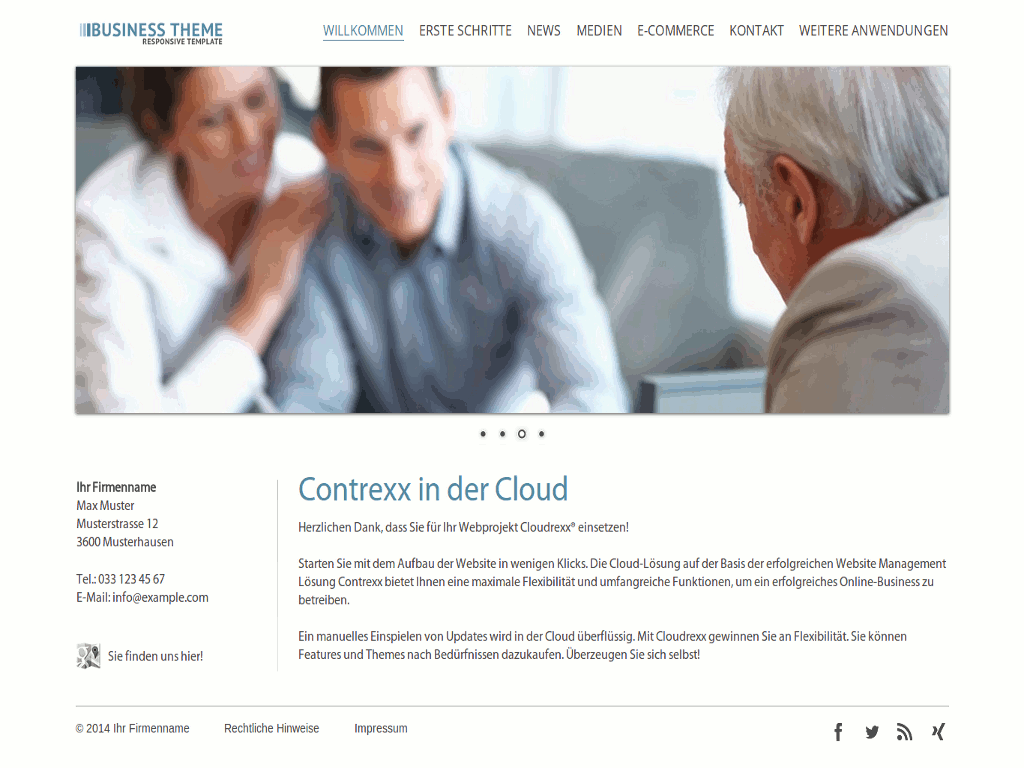 BUSINESS THEME
RESPONSIVE TEMPLATE
WILLKOMMEN ERSTE SCHRITTE NEWS MEDIEN E-COMMERCE KONTAKT WEITERE ANWENDUNGEN
Ihr Firmenname
Max Muster
Musterstrasse 12
3600 Musterhausen
Tel.: 033 123 45 67
E-Mail: info@example.com
Sie finden uns hier!
Contrexx in der Cloud
Herzlichen Dank, dass Sie für Ihr Webprojekt Cloudrexx® einsetzen!
Starten Sie mit dem Aufbau der Website in wenigen Klicks. Die Cloud-Lösung auf der Basis der erfolgreichen Website Management
Lösung Contrexx bietet Ihnen eine maximale Flexibilität und umfangreiche Funktionen, um ein erfolgreiches Online-Business zu
betreiben.
Ein manuelles Einspielen von Updates wird in der Cloud überflüssig. Mit Cloudrexx gewinnen Sie an Flexibilität. Sie können
Features und Themes nach Bedürfnissen dazukaufen. Überzeugen Sie sich selbst!
© 2014 Ihr Firmenname Rechtliche Hinweise Impressum